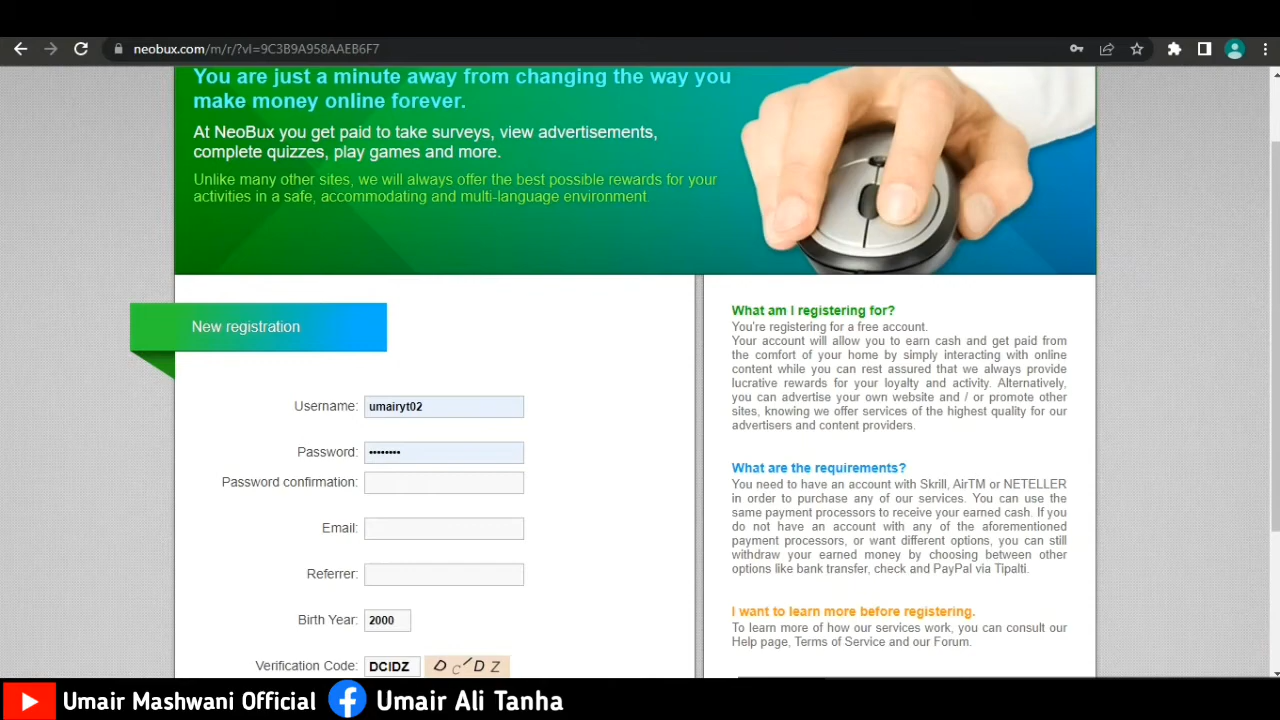 neobux.com/m/r/?vl=9C3B9A958AAEB6F7
You are just a minute away from changing the way you
make money online forever.
At NeoBux you get paid to take surveys, view advertisements,
complete quizzes, play games and more.
Unlike many other sites, we will always offer the best possible rewards for your
activities in a safe, accommodating and multi-language environment.
New registration
Username: umairyt02
Password: ••••••••
Password confirmation:
Email:
Referrer:
Birth Year: 2000
Verification Code: DCIDZ D C I D Z
What am I registering for?
You're registering for a free account.
Your account will allow you to earn cash and get paid from
the comfort of your home by simply interacting with online
content while you can rest assured that we always provide
lucrative rewards for your loyalty and activity. Alternatively,
you can advertise your own website and / or promote other
sites, knowing we offer services of the highest quality for our
advertisers and content providers.
What are the requirements?
You need to have an account with Skrill, AirTM or NETELLER
in order to purchase any of our services. You can use the
same payment processors to receive your earned cash. If you
do not have an account with any of the aforementioned
payment processors, or want different options, you can still
withdraw your earned money by choosing between other
options like bank transfer, check and PayPal via Tipalti.
I want to learn more before registering.
To learn more of how our services work, you can consult our
Help page, Terms of Service and our Forum.
Umair Mashwani Official
Umair Ali Tanha